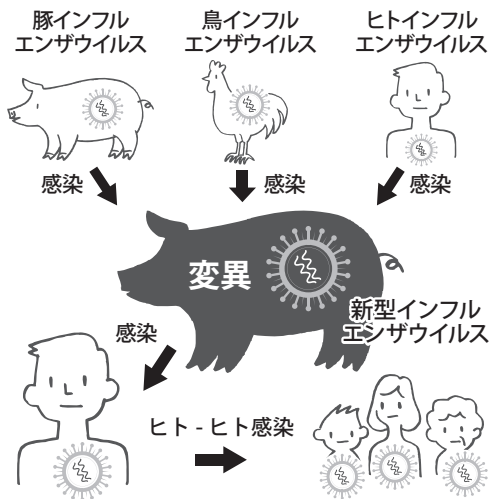 豚インフル
エンザウイルス
鳥インフル
エンザウイルス
ヒトインフル
エンザウイルス
感染
感染
感染
変異
新型インフル
エンザウイルス
感染
ヒト - ヒト感染